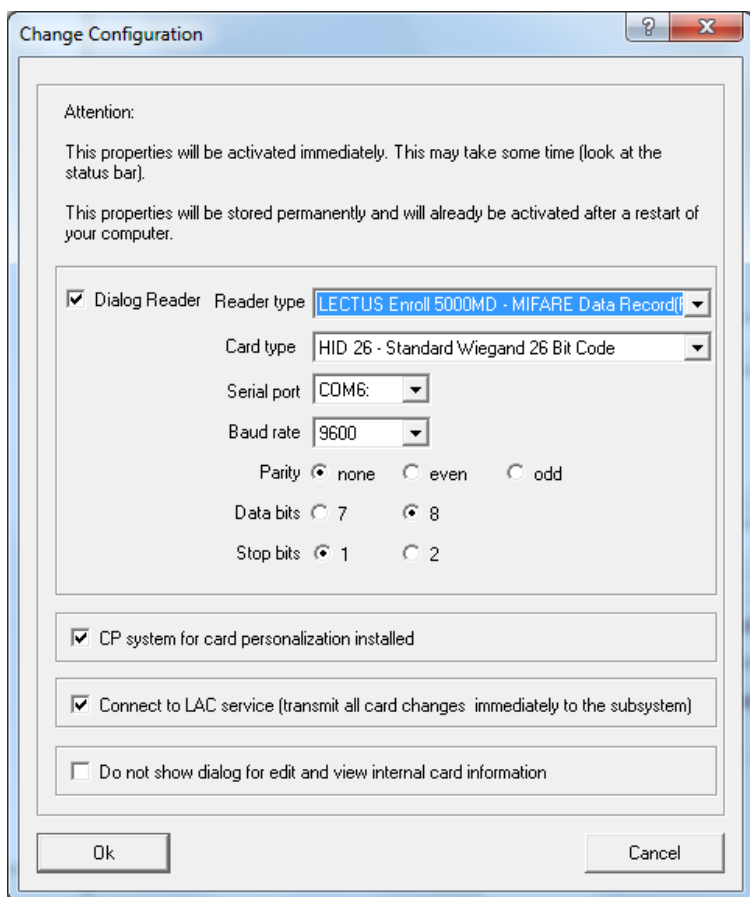 Change Configuration
Attention:
This properties will be activated immediately. This may take some time (look at the
status bar).
This properties will be stored permanently and will already be activated after a restart of
your computer.
Dialog Reader Reader type LECTUS Enroll 5000MD - MIFARE Data Record(
Card type HID 26 - Standard Wiegand 26 Bit Code
Serial port COM6:
Baud rate 9600
Parity none even odd
Data bits 7 8
Stop bits 1 2
CP system for card personalization installed
Connect to LAC service (transmit all card changes immediately to the subsystem)
Do not show dialog for edit and view internal card information
Ok Cancel